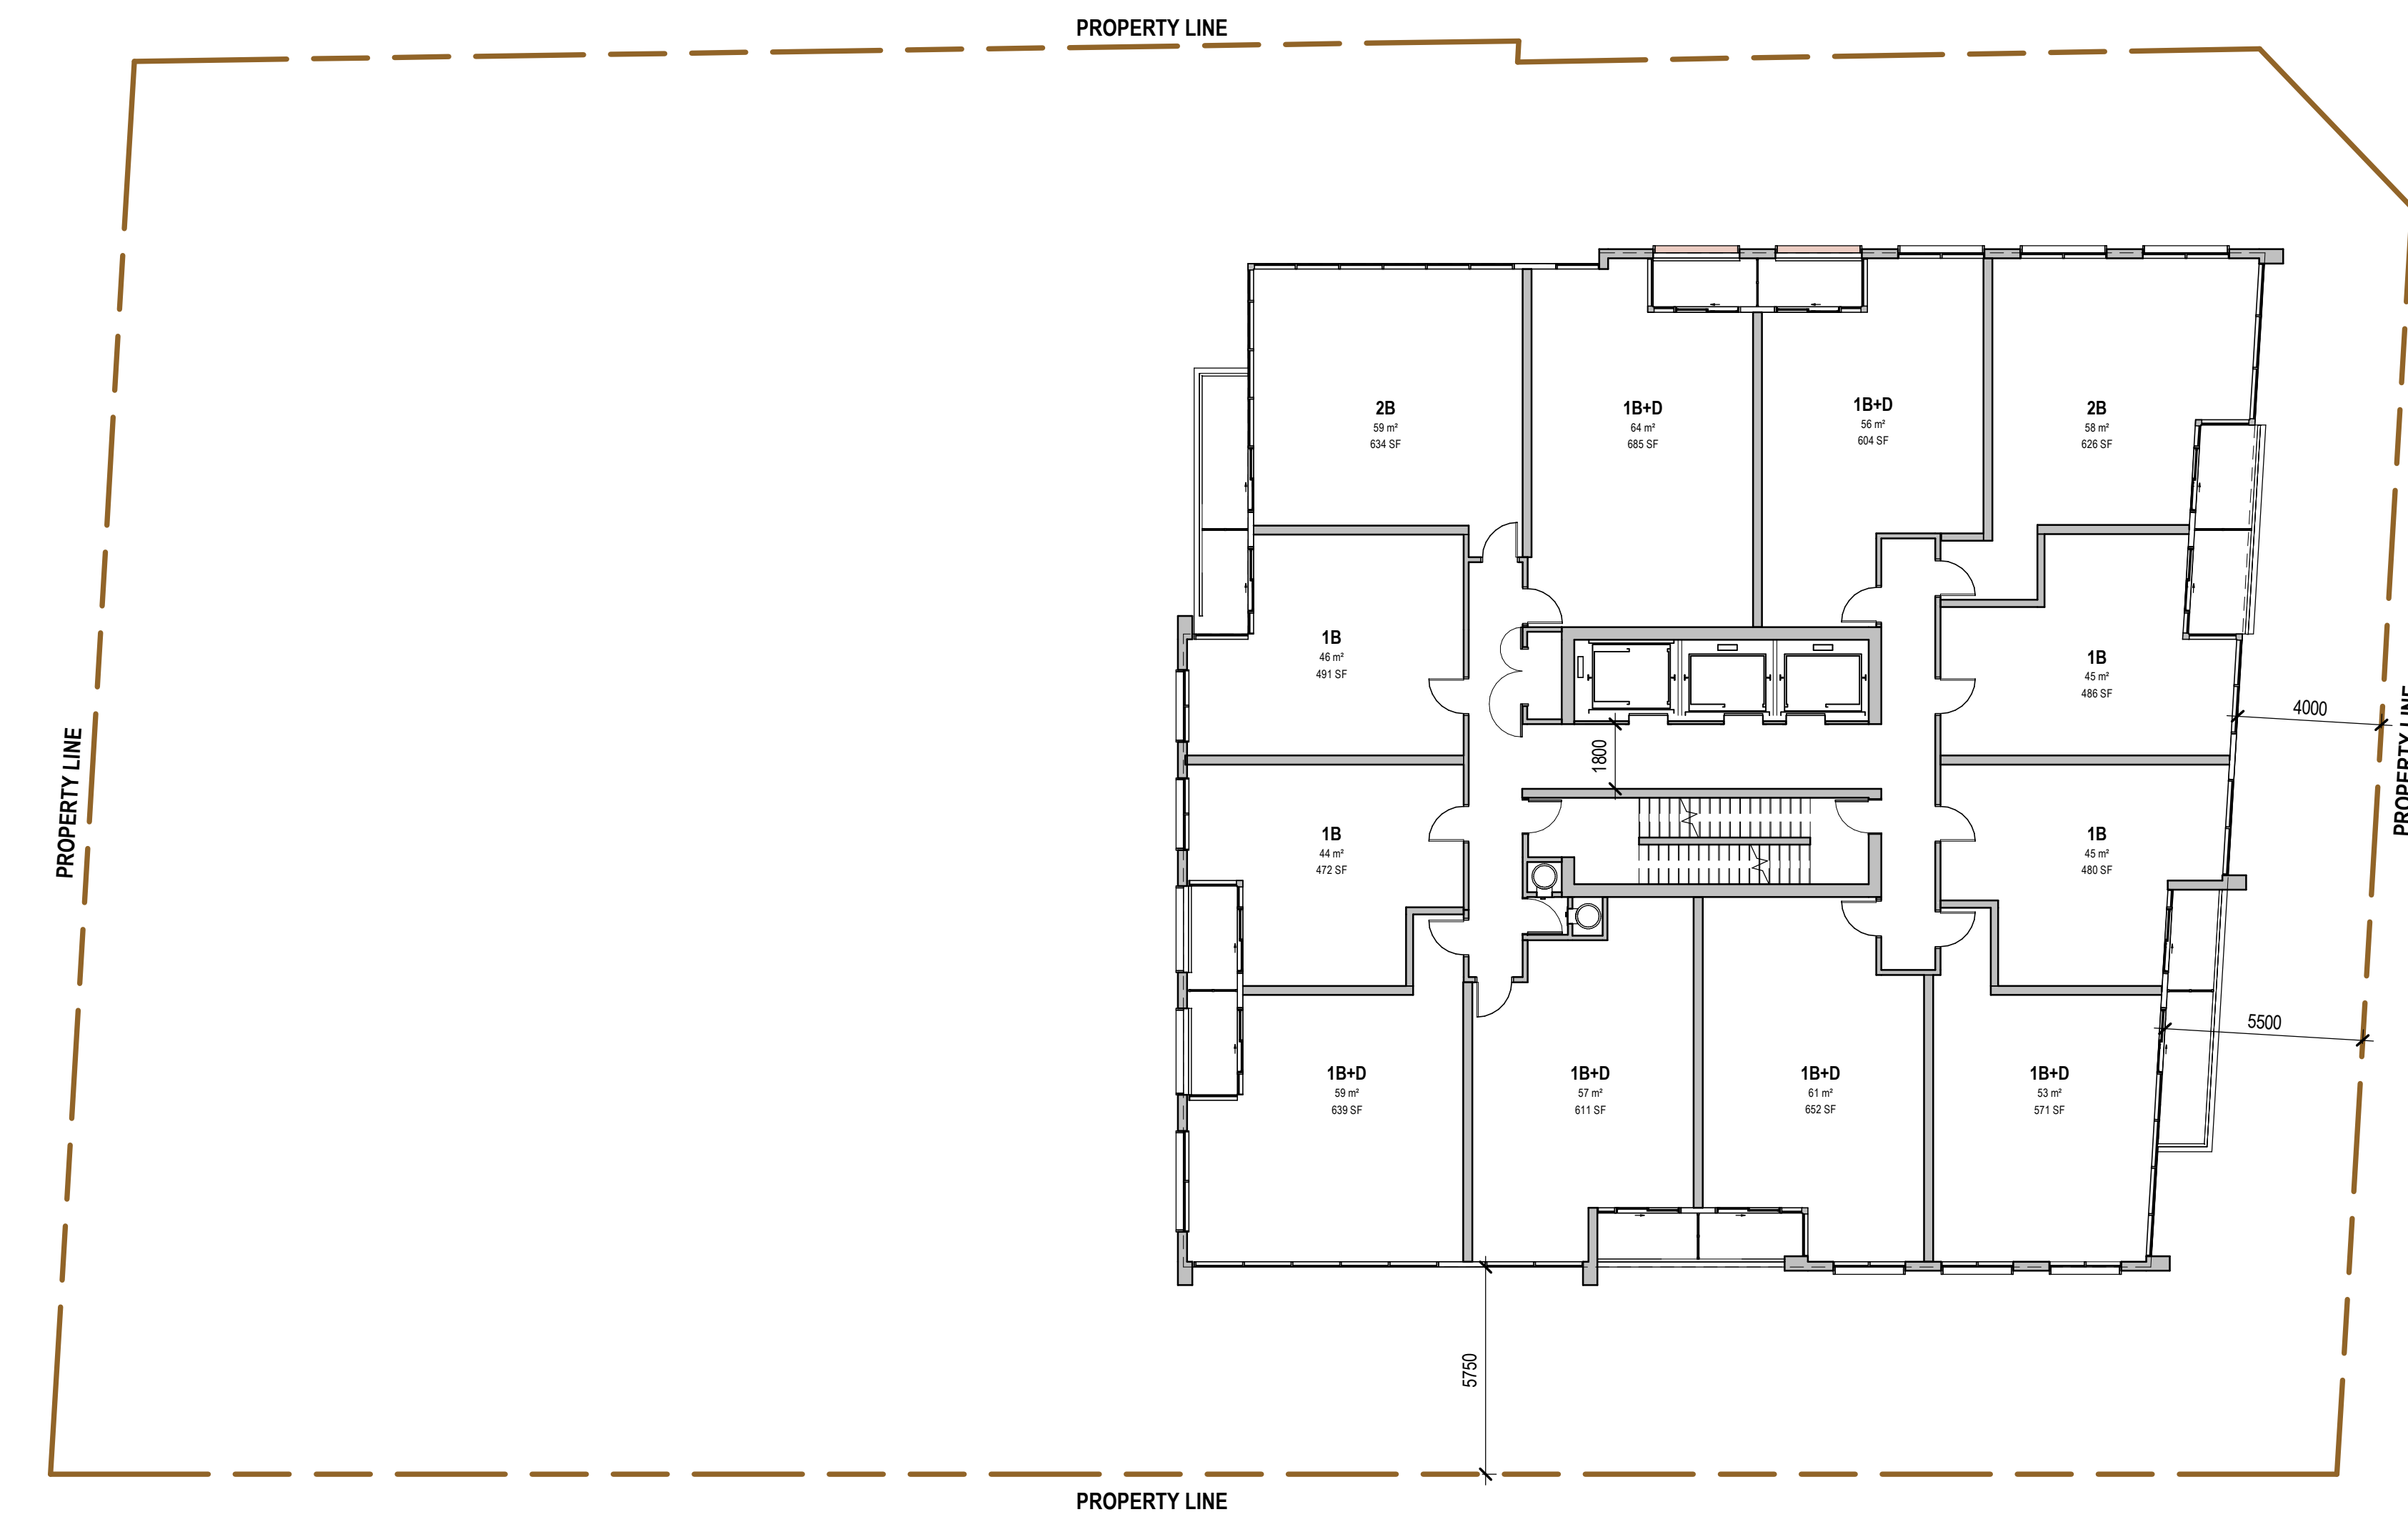 PROPERTY LINE
2B
59 m²
634 SF
1B+D
64 m²
685 SF
1B+D
56 m²
604 SF
2B
58 m²
626 SF
1B
46 m²
491 SF
1B
45 m²
486 SF
4000
PROPERTY LINE
PROPERTY LINE
1800
1B
44 m²
472 SF
1B
45 m²
480 SF
5500
1B+D
59 m²
639 SF
1B+D
57 m²
611 SF
1B+D
61 m²
652 SF
1B+D
53 m²
571 SF
5750
PROPERTY LINE